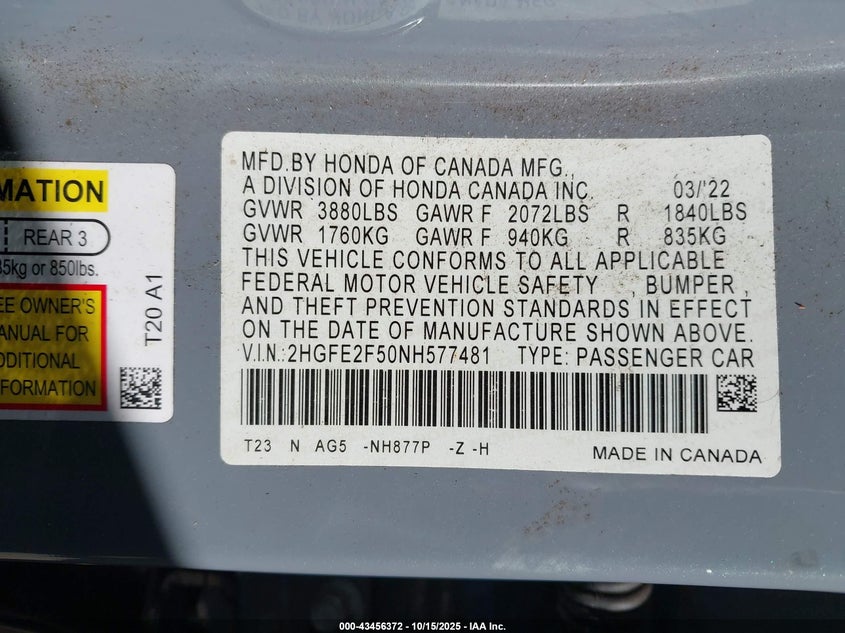 MFD.BY HONDA OF CANADA MFG.,
A DIVISION OF HONDA CANADA INC. 03/'22
GVWR 3880LBS GAWR F 2072LBS R 1840LBS
GVWR 1760KG GAWR F 940KG R 835KG
THIS VEHICLE CONFORMS TO ALL APPLICABLE
FEDERAL MOTOR VEHICLE SAFETY , BUMPER ,
AND THEFT PREVENTION STANDARDS IN EFFECT
ON THE DATE OF MANUFACTURE SHOWN ABOVE.
V.I.N.:2HGFE2F50NH577481 TYPE: PASSENGER CAR
T23 N AG5 -NH877P -Z -H
MADE IN CANADA
MATION
REAR 3
35kg or 850lbs.
EE OWNER'S
ANUAL FOR
DDITIONAL
FORMATION
T20 A1
000-43456372 - 10/15/2025 - IAA Inc.